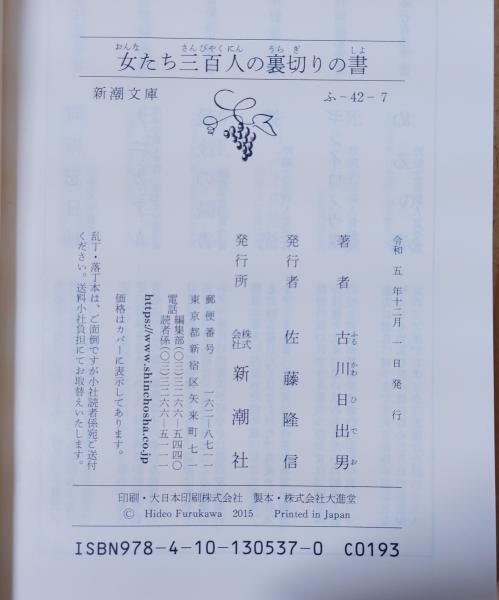 おんな さんびやくにん うらぎ しよ
女たち三百人の裏切りの書
新潮文庫 ふ-42-7
令和 五 年十二月 一 日 発 行
著者 古川日出男
ふる かわ ひ で お
発行者 佐藤隆信
発行所 株式会社 新潮社
郵便番号 一六二-八七一一
東京都新宿区矢来町七一
電話 編集部(〇三)三二六六-五四四〇
読者係(〇三)三二六六-五一一一
https://www.shinchosha.co.jp
価格はカバーに表示してあります。
乱丁・落丁本は、ご面倒ですが小社読者係宛ご送付
ください。送料小社負担にてお取替えいたします。
印刷・大日本印刷株式会社 製本・株式会社大進堂
© Hideo Furukawa 2015 Printed in Japan
ISBN978-4-10-130537-0 C0193